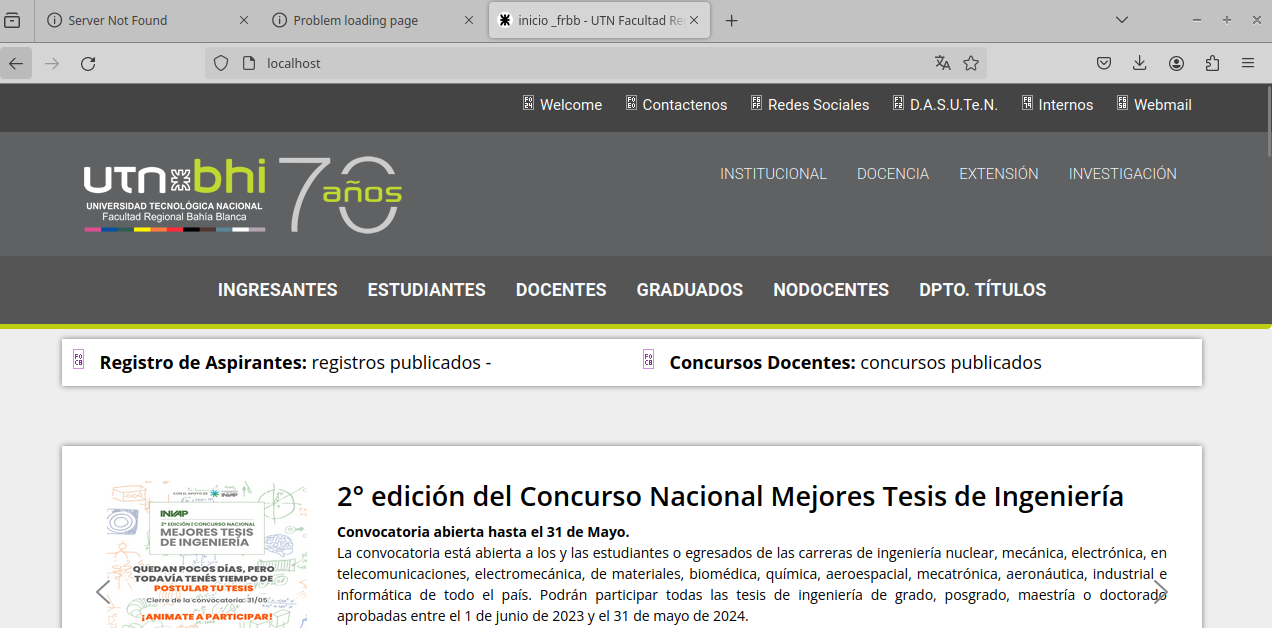 Server Not Found
Problem loading page
inicio _frbb - UTN Facultad Re
localhost
Welcome Contactenos Redes Sociales D.A.S.U.Te.N. Internos Webmail
utn bhi 70 años
UNIVERSIDAD TECNOLÓGICA NACIONAL
Facultad Regional Bahía Blanca
INSTITUCIONAL DOCENCIA EXTENSIÓN INVESTIGACIÓN
INGRESANTES ESTUDIANTES DOCENTES GRADUADOS NODOCENTES DPTO. TÍTULOS
Registro de Aspirantes: registros publicados -
Concursos Docentes: concursos publicados
CON EL APOYO DE INVAP
INVAP
2º EDICIÓN | CONCURSO NACIONAL
MEJORES TESIS
DE INGENIERÍA
QUEDAN POCOS DÍAS, PERO
TODAVÍA TENÉS TIEMPO DE
POSTULAR TU TESIS
Cierre de la convocatoria: 31/05
¡ANIMATE A PARTICIPAR!
2° edición del Concurso Nacional Mejores Tesis de Ingeniería
Convocatoria abierta hasta el 31 de Mayo.
La convocatoria está abierta a los y las estudiantes o egresados de las carreras de ingeniería nuclear, mecánica, electrónica, en
telecomunicaciones, electromecánica, de materiales, biomédica, química, aeroespacial, mecatrónica, aeronáutica, industrial e
informática de todo el país. Podrán participar todas las tesis de ingeniería de grado, posgrado, maestría o doctorado
aprobadas entre el 1 de junio de 2023 y el 31 de mayo de 2024.